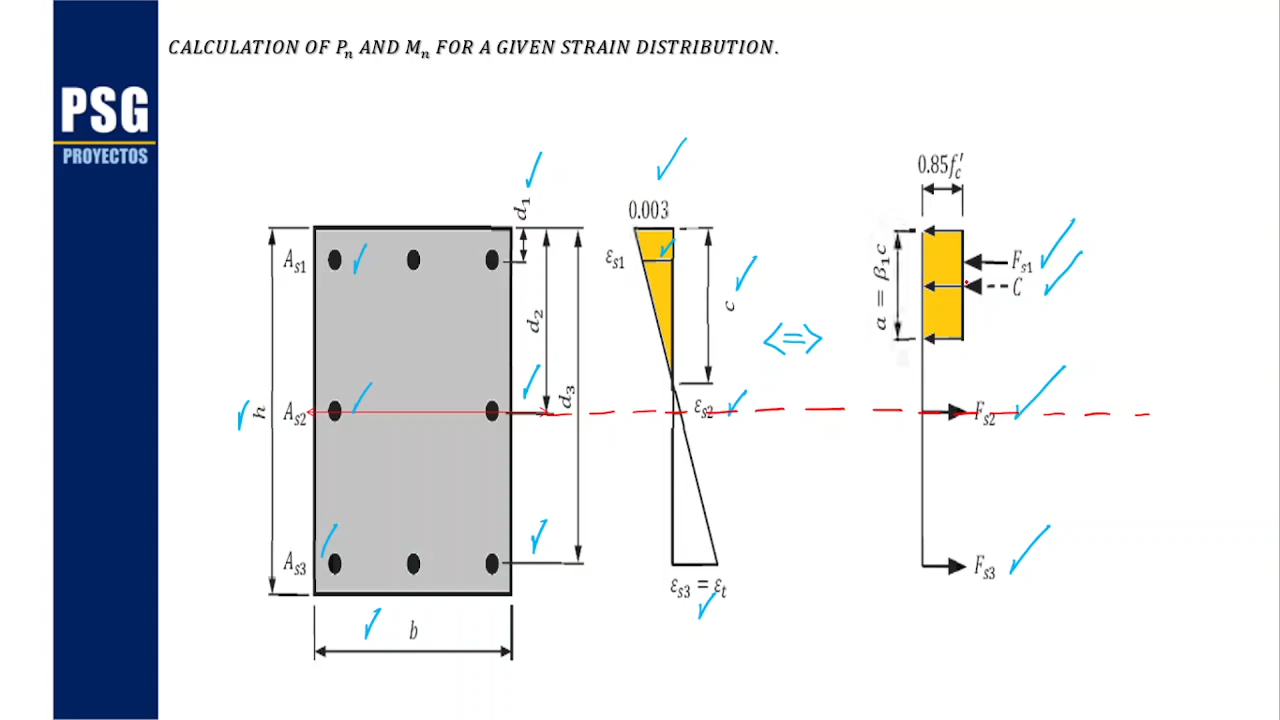 CALCULATION OF Pₙ AND Mₙ FOR A GIVEN STRAIN DISTRIBUTION.
PSG
PROYECTOS
0.85f′c
d₁
0.003
Aₛ₁
εₛ₁
Fₛ₁
C
a = β₁c
c
d₂
<=>
d₃
h
Aₛ₂
εₛ₂
Fₛ₂
Aₛ₃
Fₛ₃
εₛ₃ = εₜ
b